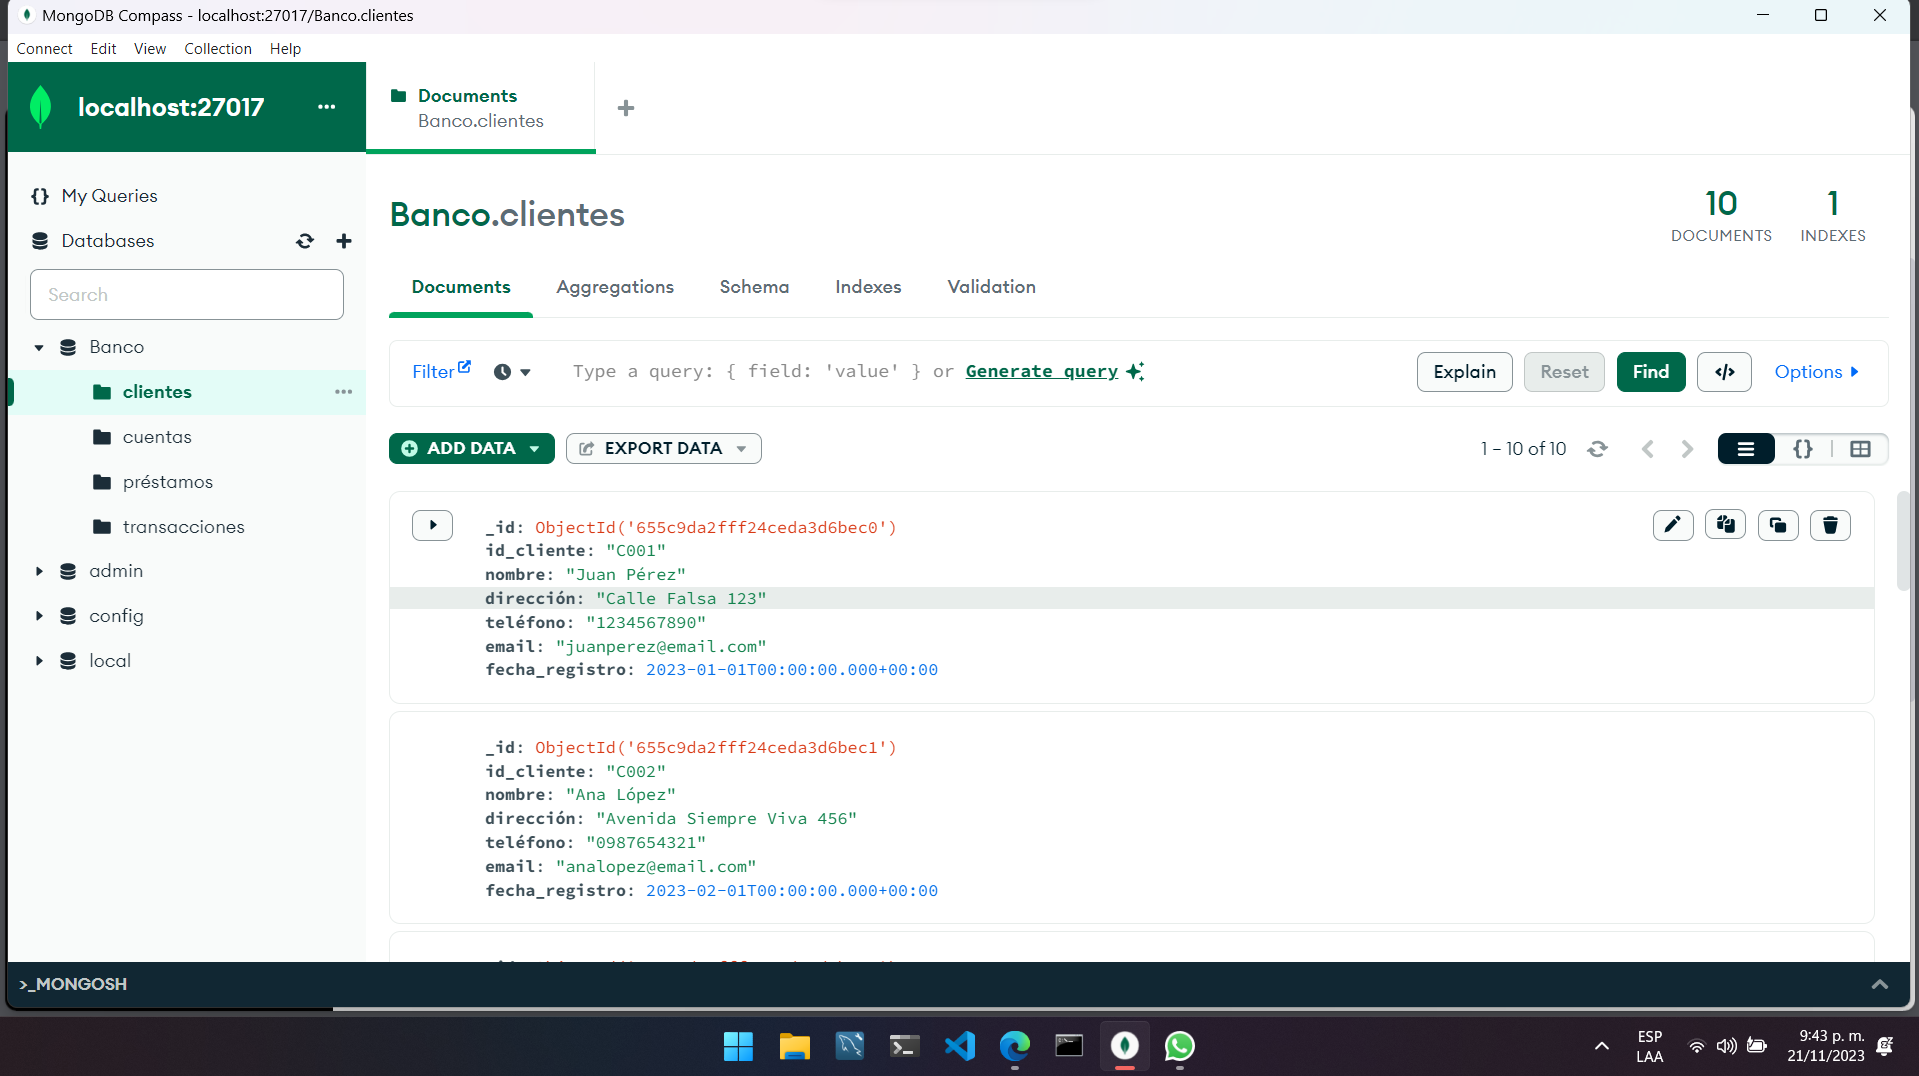 MongoDB Compass - localhost:27017/Banco.clientes
Connect Edit View Collection Help
localhost:27017 ...
Documents
Banco.clientes
+
{} My Queries
Databases
Search
Banco
clientes
cuentas
préstamos
transacciones
admin
config
local
Banco.clientes
10
DOCUMENTS
1
INDEXES
Documents Aggregations Schema Indexes Validation
Filter Type a query: { field: 'value' } or Generate query Explain Reset Find </> Options
ADD DATA EXPORT DATA 1 – 10 of 10 {}
_id: ObjectId('655c9da2fff24ceda3d6bec0')
id_cliente: "C001"
nombre: "Juan Pérez"
dirección: "Calle Falsa 123"
teléfono: "1234567890"
email: "juanperez@email.com"
fecha_registro: 2023-01-01T00:00:00.000+00:00
_id: ObjectId('655c9da2fff24ceda3d6bec1')
id_cliente: "C002"
nombre: "Ana López"
dirección: "Avenida Siempre Viva 456"
teléfono: "0987654321"
email: "analopez@email.com"
fecha_registro: 2023-02-01T00:00:00.000+00:00
>_MONGOSH
ESP
LAA
9:43 p. m.
21/11/2023